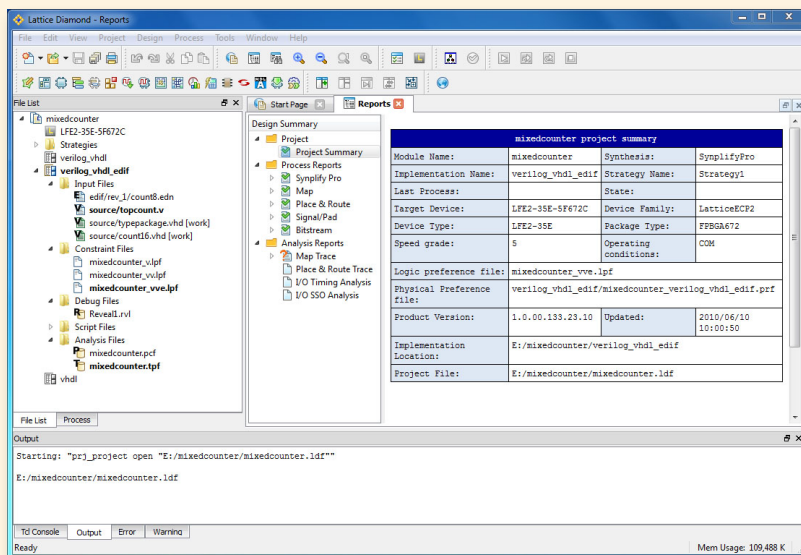 Lattice Diamond - Reports
File Edit View Project Design Process Tools Window Help
File List
mixedcounter
LFE2-35E-5F672C
Strategies
verilog_vhdl
verilog_vhdl_edif
Input Files
edif/rev_1/count8.edn
source/topcount.v
source/typepackage.vhd [work]
source/count16.vhd [work]
Constraint Files
mixedcounter_v.lpf
mixedcounter_vv.lpf
mixedcounter_vve.lpf
Debug Files
Reveal1.rvl
Script Files
Analysis Files
mixedcounter.pcf
mixedcounter.tpf
vhdl
File List Process
Start Page Reports
Design Summary
Project
Project Summary
Process Reports
Synplify Pro
Map
Place & Route
Signal/Pad
Bitstream
Analysis Reports
Map Trace
Place & Route Trace
I/O Timing Analysis
I/O SSO Analysis
mixedcounter project summary
Module Name: mixedcounter Synthesis: SynplifyPro
Implementation Name: verilog_vhdl_edif Strategy Name: Strategy1
Last Process: State:
Target Device: LFE2-35E-5F672C Device Family: LatticeECP2
Device Type: LFE2-35E Package Type: FPBGA672
Speed grade: 5 Operating conditions: COM
Logic preference file: mixedcounter_vve.lpf
Physical Preference file: verilog_vhdl_edif/mixedcounter_verilog_vhdl_edif.prf
Product Version: 1.0.00.133.23.10 Updated: 2010/06/10 10:00:50
Implementation Location: E:/mixedcounter/verilog_vhdl_edif
Project File: E:/mixedcounter/mixedcounter.ldf
Output
Starting: "prj_project open "E:/mixedcounter/mixedcounter.ldf""
E:/mixedcounter/mixedcounter.ldf
Tcl Console Output Error Warning
Ready Mem Usage: 109,488 K